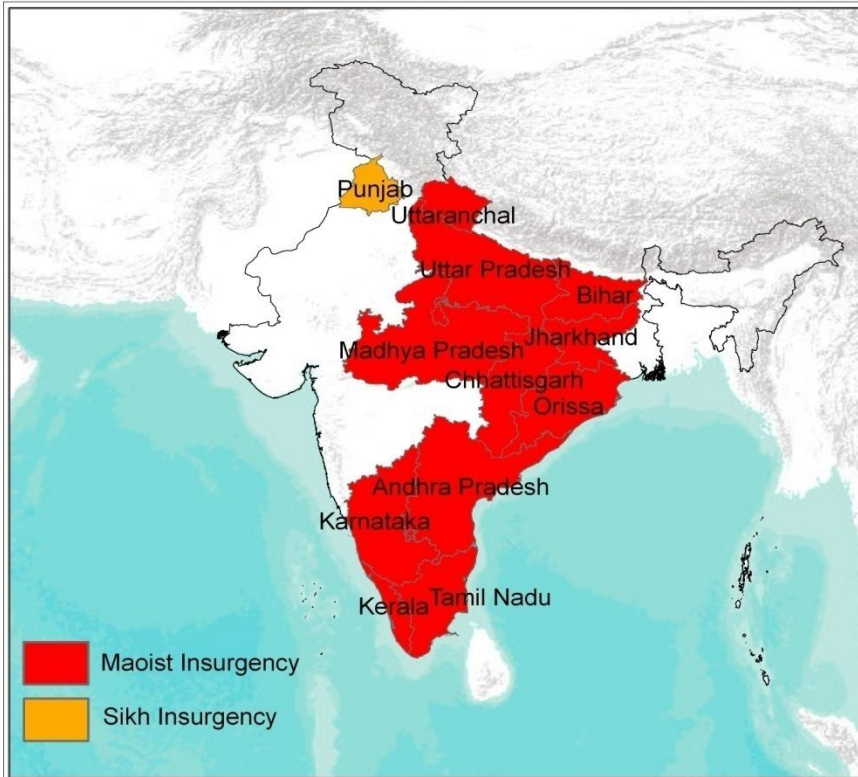 Punjab
Uttaranchal
Uttar Pradesh
Bihar
Jharkhand
Madhya Pradesh
Chhattisgarh
Orissa
Andhra Pradesh
Karnataka
Kerala
Tamil Nadu
Maoist Insurgency
Sikh Insurgency